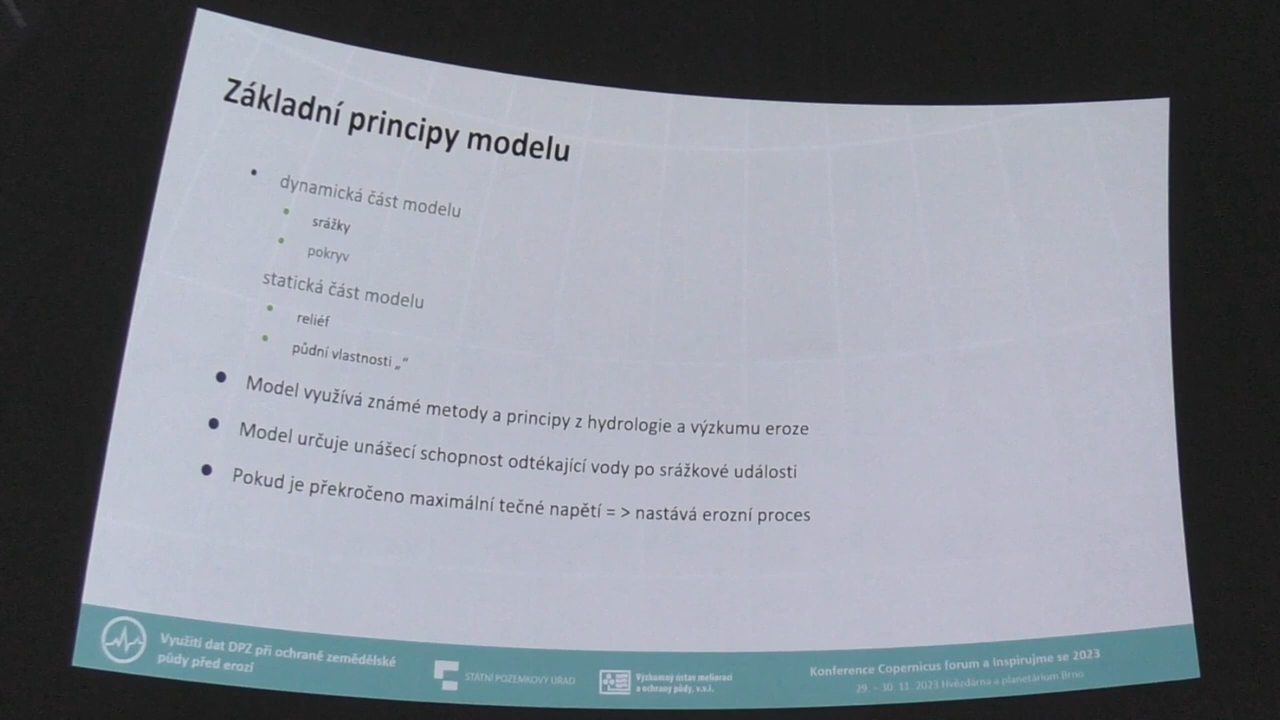 Základní principy modelu
• dynamická část modelu
• srážky
• pokryv
statická část modelu
• reliéf
• půdní vlastnosti „“
• Model využívá známé metody a principy z hydrologie a výzkumu eroze
• Model určuje unášecí schopnost odtékající vody po srážkové události
• Pokud je překročeno maximální tečné napětí = > nastává erozní proces
Využití dat DPZ při ochraně zemědělské
půdy před erozí
STÁTNÍ POZEMKOVÝ ÚŘAD
Výzkumný ústav meliorací
a ochrany půdy, v.v.i.
Konference Copernicus forum a Inspirujme se 2023
29. – 30. 11. 2023 Hvězdárna a planetárium Brno